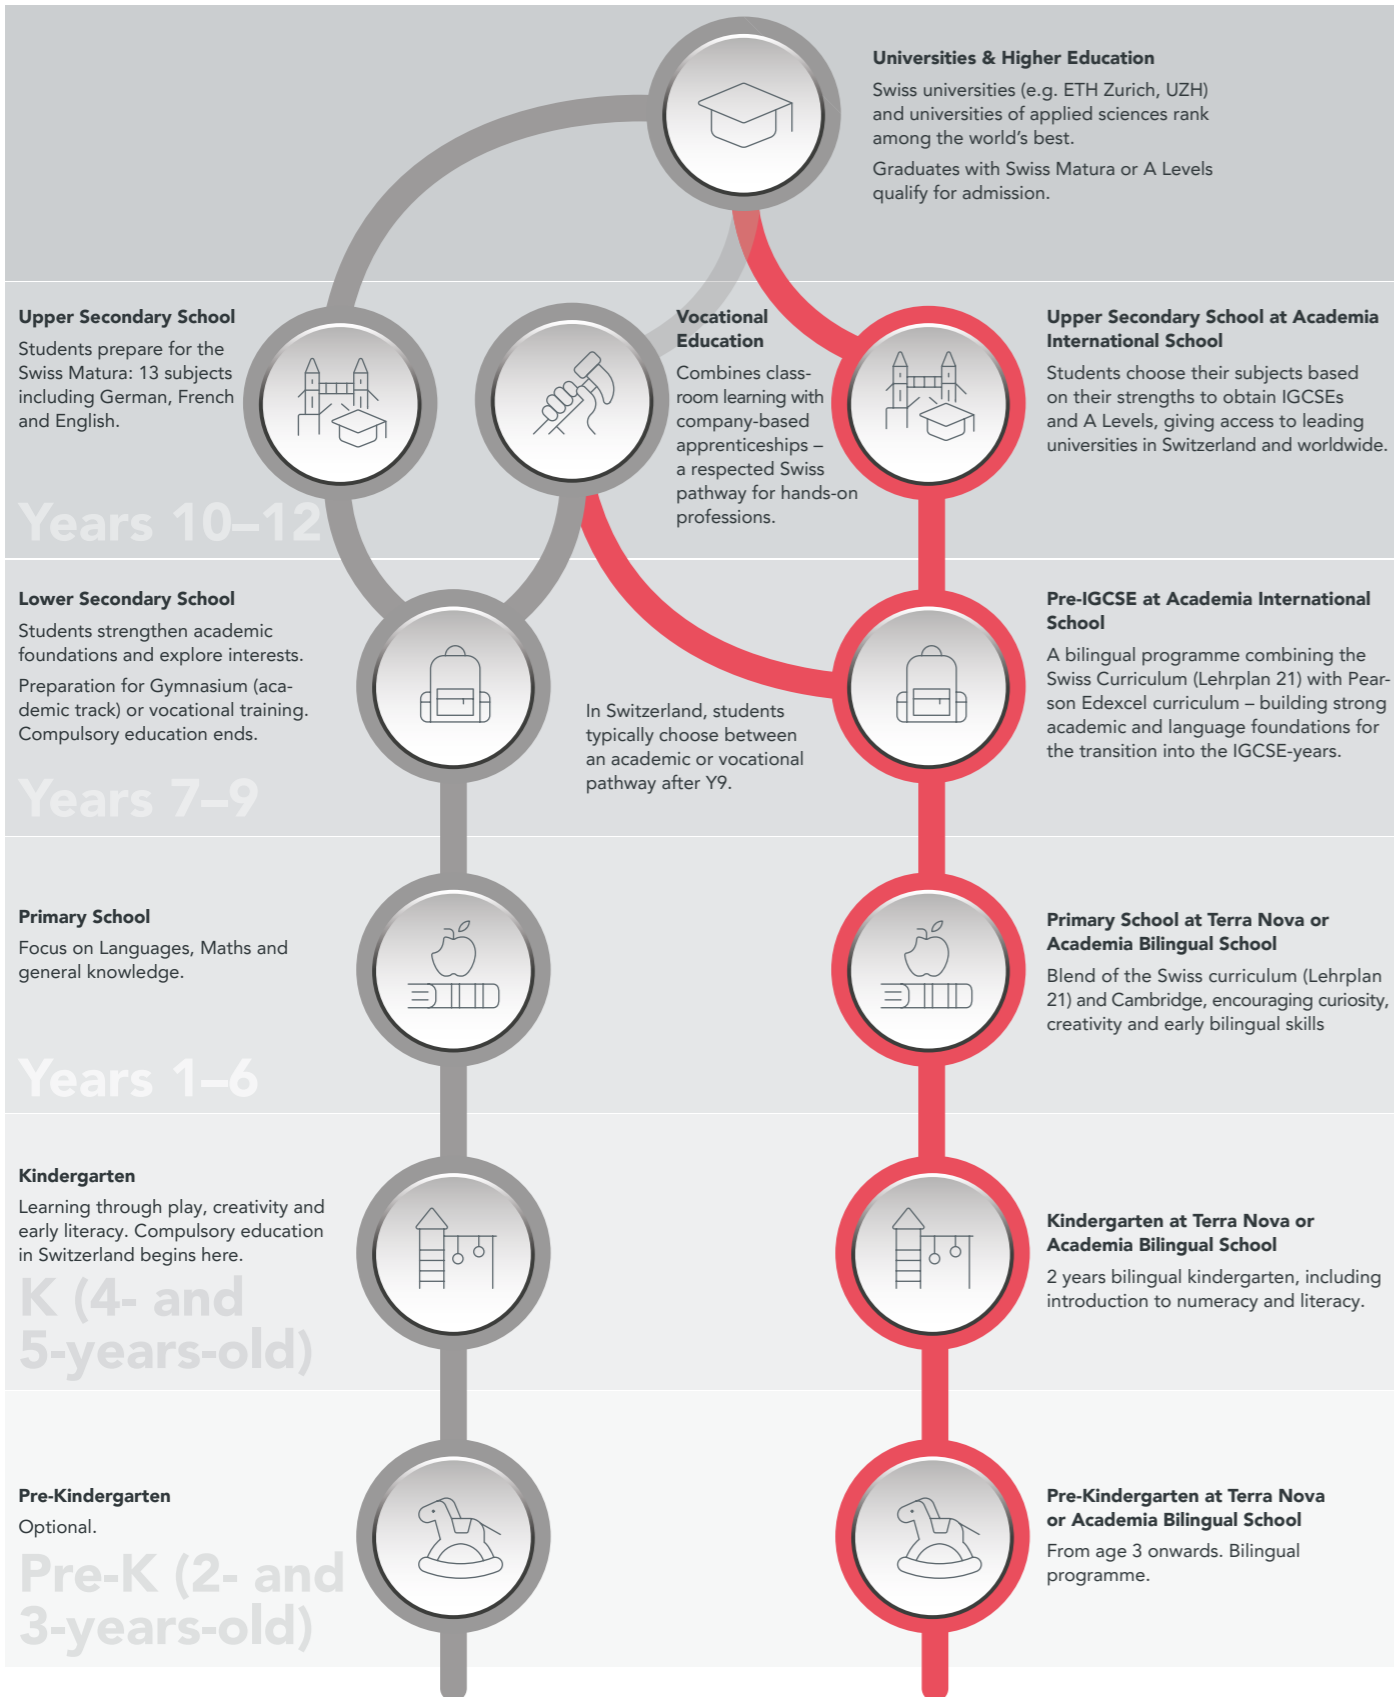 Universities & Higher Education
Swiss universities (e.g. ETH Zurich, UZH)
and universities of applied sciences rank
among the world's best.
Graduates with Swiss Matura or A Levels
qualify for admission.
Upper Secondary School
Students prepare for the
Swiss Matura: 13 subjects
including German, French
and English.
Years 10–12
Vocational
Education
Combines class-
room learning with
company-based
apprenticeships –
a respected Swiss
pathway for hands-on
professions.
Upper Secondary School at Academia
International School
Students choose their subjects based
on their strengths to obtain IGCSEs
and A Levels, giving access to leading
universities in Switzerland and worldwide.
Lower Secondary School
Students strengthen academic
foundations and explore interests.
Preparation for Gymnasium (aca-
demic track) or vocational training.
Compulsory education ends.
Years 7–9
In Switzerland, students
typically choose between
an academic or vocational
pathway after Y9.
Pre-IGCSE at Academia International
School
A bilingual programme combining the
Swiss Curriculum (Lehrplan 21) with Pear-
son Edexcel curriculum – building strong
academic and language foundations for
the transition into the IGCSE-years.
Primary School
Focus on Languages, Maths and
general knowledge.
Years 1–6
Primary School at Terra Nova or
Academia Bilingual School
Blend of the Swiss curriculum (Lehrplan
21) and Cambridge, encouraging curiosity,
creativity and early bilingual skills
Kindergarten
Learning through play, creativity and
early literacy. Compulsory education
in Switzerland begins here.
K (4- and
5-years-old)
Kindergarten at Terra Nova or
Academia Bilingual School
2 years bilingual kindergarten, including
introduction to numeracy and literacy.
Pre-Kindergarten
Optional.
Pre-K (2- and
3-years-old)
Pre-Kindergarten at Terra Nova
or Academia Bilingual School
From age 3 onwards. Bilingual
programme.